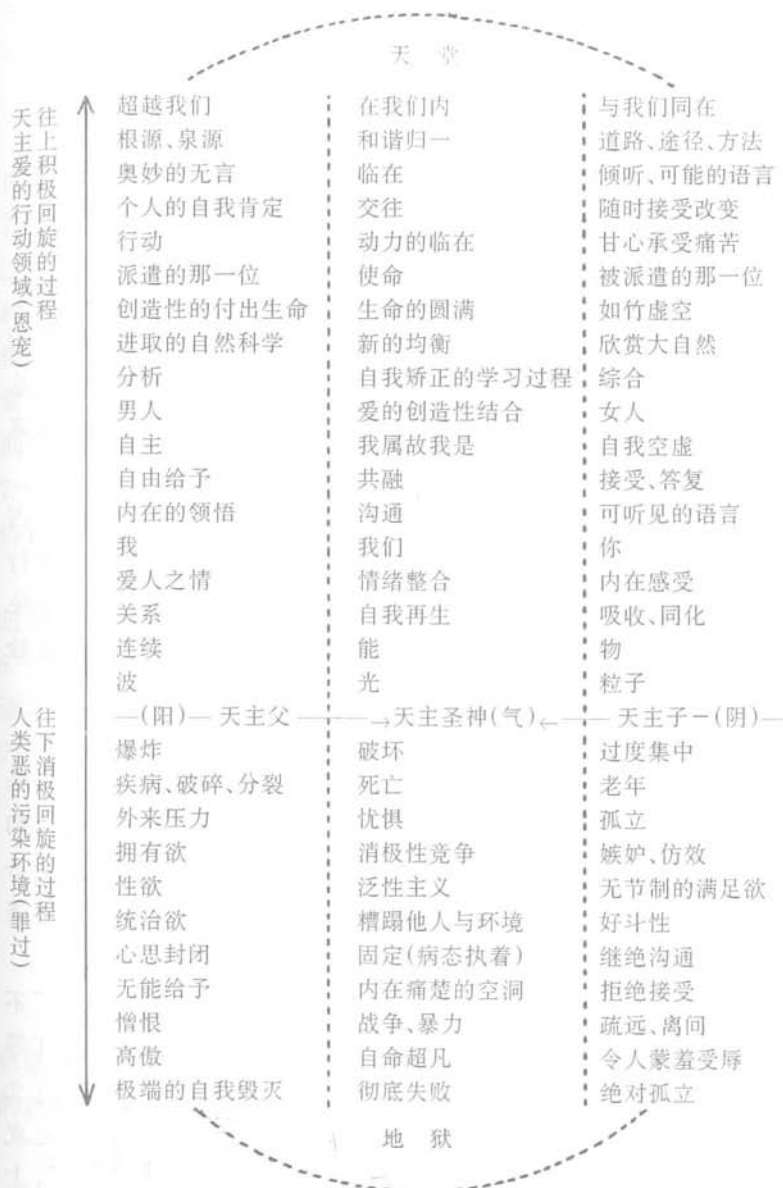 天 堂
往上积极回旋的过程
天主爱的行动领域(恩宠)
超越我们 在我们内 与我们同在
根源、泉源 和谐归一 道路、途径、方法
奥妙的无言 临在 倾听、可能的语言
个人的自我肯定 交往 随时接受改变
行动 动力的临在 甘心承受痛苦
派遣的那一位 使命 被派遣的那一位
创造性的付出生命 生命的圆满 如竹虚空
进取的自然科学 新的均衡 欣赏大自然
分析 自我矫正的学习过程 综合
男人 爱的创造性结合 女人
自主 我属故我是 自我空虚
自由给予 共融 接受、答复
内在的领悟 沟通 可听见的语言
我 我们 你
爱人之情 情绪整合 内在感受
关系 自我再生 吸收、同化
连续 能 物
波 光 粒子
—(阳)— 天主父 ——→天主圣神(气)←—— 天主子－(阴)—
往下消极回旋的过程
人类恶的污染环境(罪过)
爆炸 破坏 过度集中
疾病、破碎、分裂 死亡 老年
外来压力 忧惧 孤立
拥有欲 消极性竞争 嫉妒、仿效
性欲 泛性主义 无节制的满足欲
统治欲 糟蹋他人与环境 好斗性
心思封闭 固定(病态执着) 继绝沟通
无能给予 内在痛楚的空洞 拒绝接受
憎恨 战争、暴力 疏远、离间
高傲 自命超凡 令人蒙羞受辱
极端的自我毁灭 彻底失败 绝对孤立
地 狱